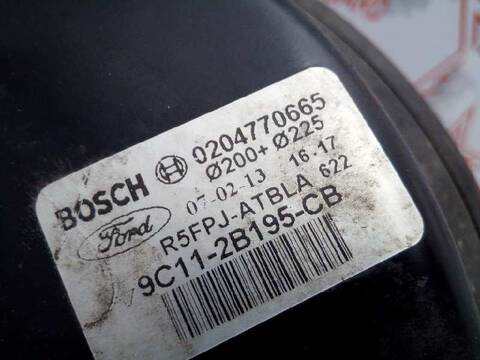 BOSCH 0204770665
Ø200+Ø225
Ford 07-02-13 16.17
R5FPJ-ATBLA 622
9C11-2B195-CB